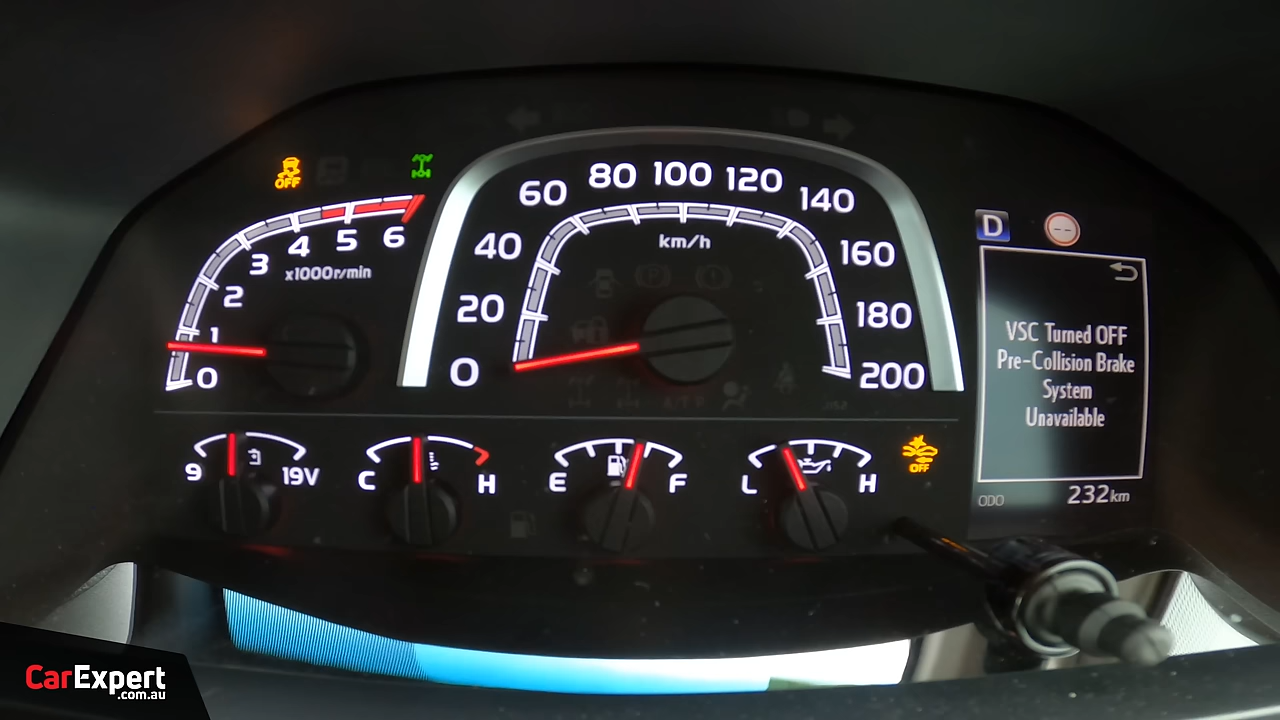 OFF
0
1
2
3
4
5
6
x1000r/min
0
20
40
60
80
100
120
140
160
180
200
km/h
D
--
VSC Turned OFF
Pre-Collision Brake
System
Unavailable
ODO 232km
9 19V
C H
E F
L H
OFF
CarExpert
.com.au